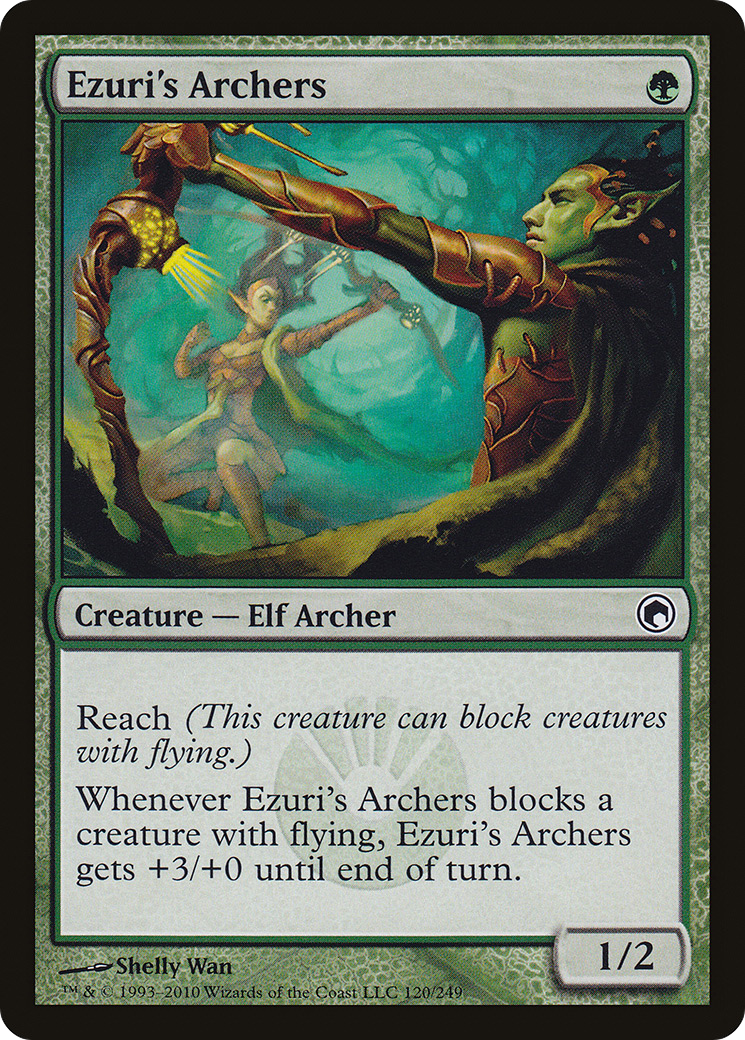 Ezuri's Archers
Creature — Elf Archer
Reach (This creature can block creatures
with flying.)
Whenever Ezuri's Archers blocks a
creature with flying, Ezuri's Archers
gets +3/+0 until end of turn.
1/2
Shelly Wan
™ & © 1993–2010 Wizards of the Coast LLC 120/249